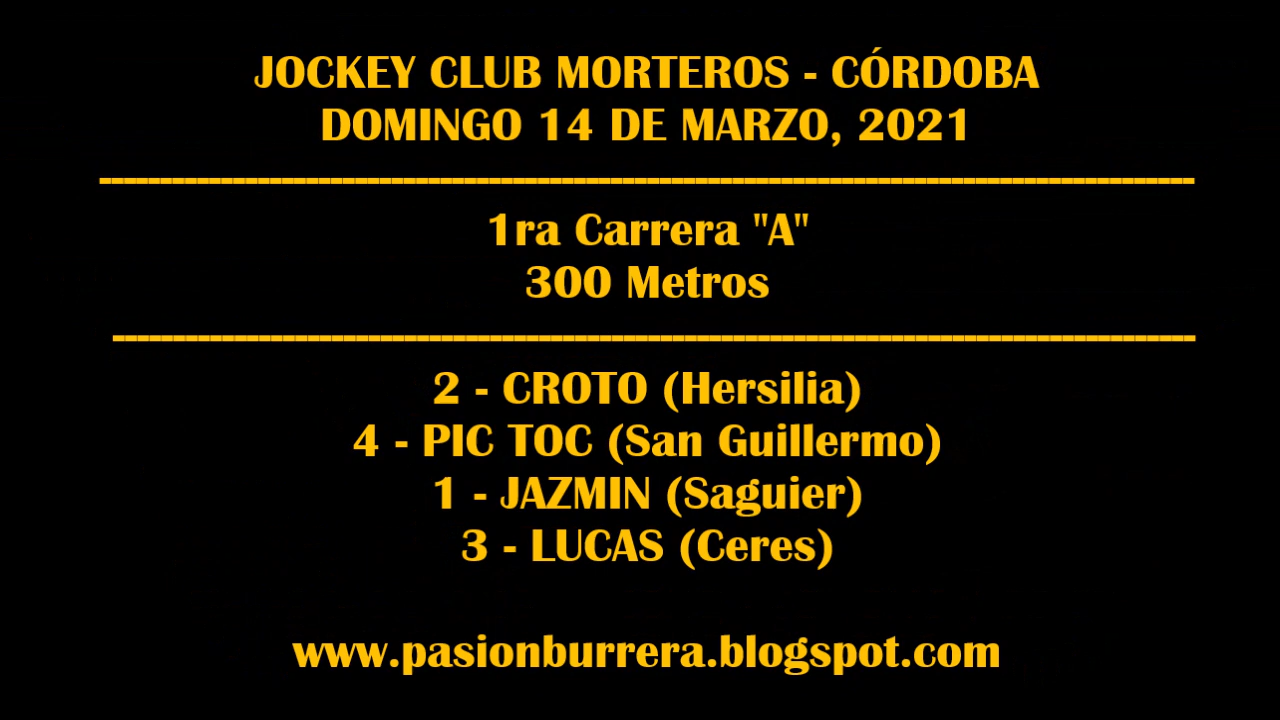 JOCKEY CLUB MORTEROS - CÓRDOBA
DOMINGO 14 DE MARZO, 2021
1ra Carrera "A"
300 Metros
2 - CROTO (Hersilia)
4 - PIC TOC (San Guillermo)
1 - JAZMIN (Saguier)
3 - LUCAS (Ceres)
www.pasionburrera.blogspot.com